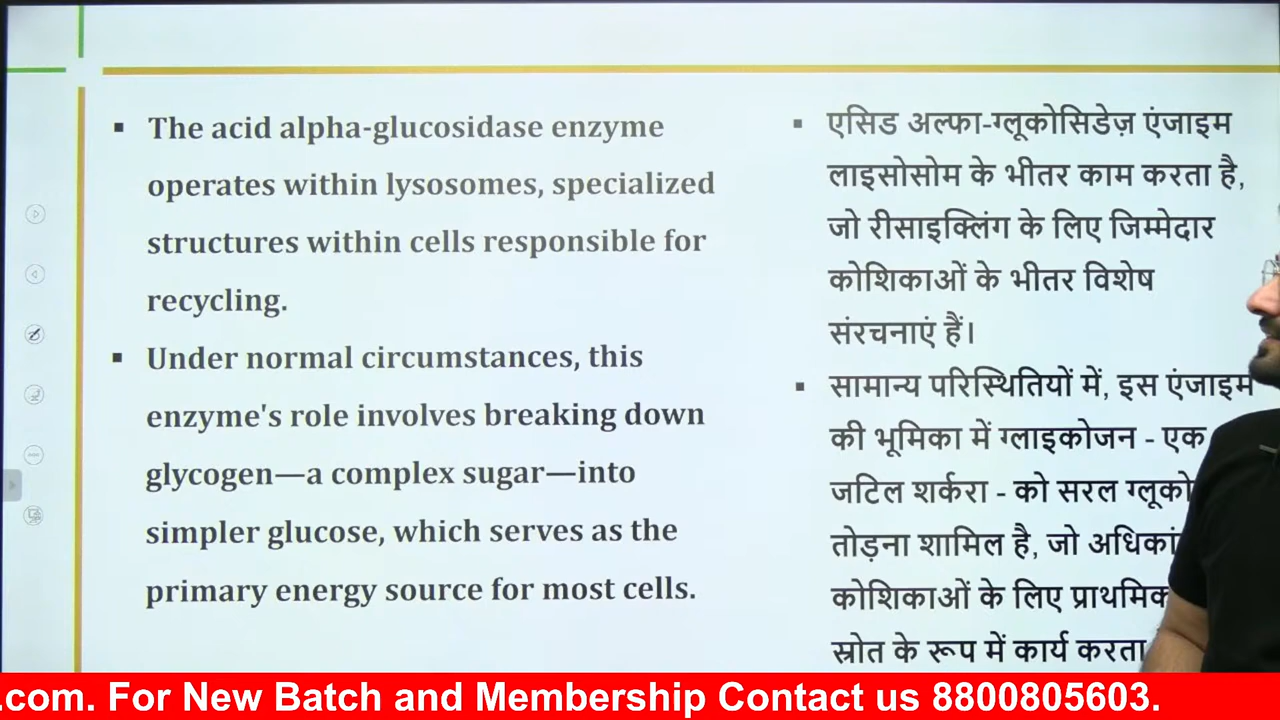 The acid alpha-glucosidase enzyme
operates within lysosomes, specialized
structures within cells responsible for
recycling.
Under normal circumstances, this
enzyme's role involves breaking down
glycogen—a complex sugar—into
simpler glucose, which serves as the
primary energy source for most cells.
एसिड अल्फा-ग्लूकोसिडेज़ एंजाइम
लाइसोसोम के भीतर काम करता है,
जो रीसाइक्लिंग के लिए जिम्मेदार
कोशिकाओं के भीतर विशेष
संरचनाएं हैं।
सामान्य परिस्थितियों में, इस एंजाइम
की भूमिका में ग्लाइकोजन - एक
जटिल शर्करा - को सरल
तोड़ना शामिल है, जो
कोशिकाओं के लिए
स्रोत के रूप में कार्य करता
.com. For New Batch and Membership Contact us 8800805603.